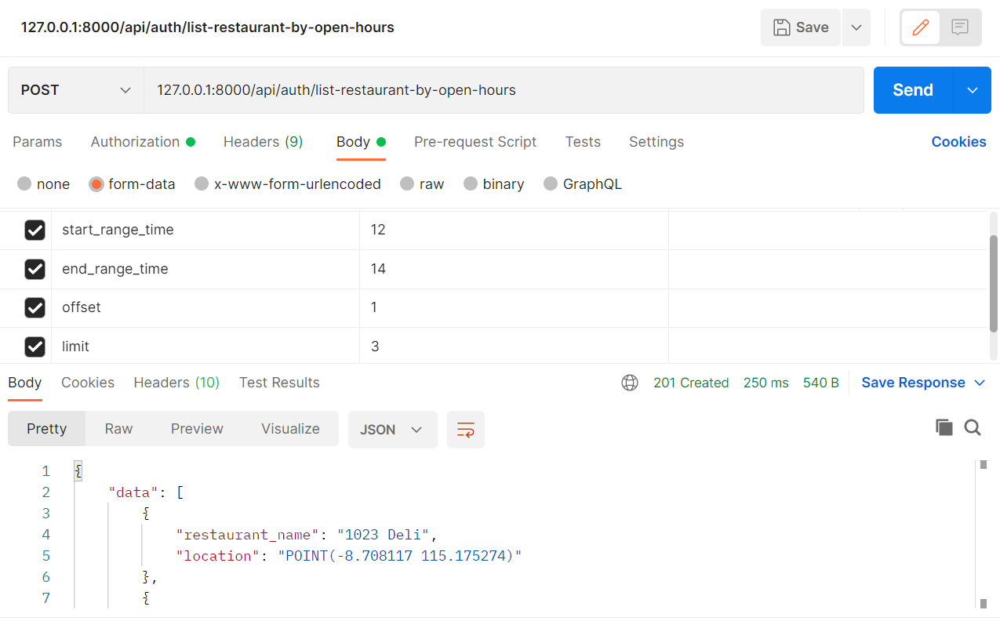 127.0.0.1:8000/api/auth/list-restaurant-by-open-hours Save
POST 127.0.0.1:8000/api/auth/list-restaurant-by-open-hours Send
Params Authorization Headers (9) Body Pre-request Script Tests Settings Cookies
none form-data x-www-form-urlencoded raw binary GraphQL
start_range_time 12
end_range_time 14
offset 1
limit 3
Body Cookies Headers (10) Test Results 201 Created 250 ms 540 B Save Response
Pretty Raw Preview Visualize JSON
1 {
2 "data": [
3 {
4 "restaurant_name": "1023 Deli",
5 "location": "POINT(-8.708117 115.175274)"
6 },
7 {